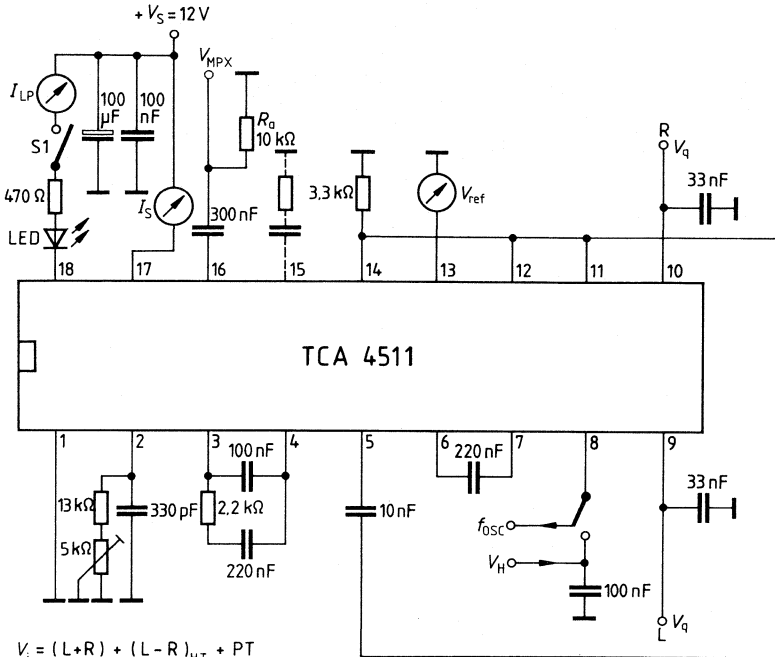 + V_S = 12 V
V_MPX
I_LP
100 µF
100 nF
R_a
10 kΩ
R
V_q
S1
33 nF
470 Ω
I_S
3,3 kΩ
V_ref
300 nF
LED
18 17 16 15 14 13 12 11 10
TCA 4511
1 2 3 4 5 6 7 8 9
100 nF
220 nF
13 kΩ
330 pF
2,2 kΩ
10 nF
33 nF
f_OSC
5 kΩ
V_H
220 nF
100 nF
L
V_q
V_i = (L+R) + (L-R)_HT + PT